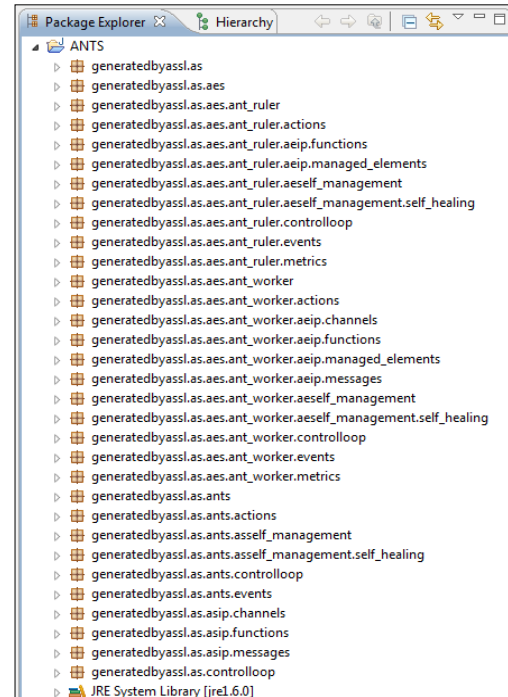 Package Explorer Hierarchy
ANTS
generatedbyassl.as
generatedbyassl.as.aes
generatedbyassl.as.aes.ant_ruler
generatedbyassl.as.aes.ant_ruler.actions
generatedbyassl.as.aes.ant_ruler.aeip.functions
generatedbyassl.as.aes.ant_ruler.aeip.managed_elements
generatedbyassl.as.aes.ant_ruler.aeself_management
generatedbyassl.as.aes.ant_ruler.aeself_management.self_healing
generatedbyassl.as.aes.ant_ruler.controlloop
generatedbyassl.as.aes.ant_ruler.events
generatedbyassl.as.aes.ant_ruler.metrics
generatedbyassl.as.aes.ant_worker
generatedbyassl.as.aes.ant_worker.actions
generatedbyassl.as.aes.ant_worker.aeip.channels
generatedbyassl.as.aes.ant_worker.aeip.functions
generatedbyassl.as.aes.ant_worker.aeip.managed_elements
generatedbyassl.as.aes.ant_worker.aeip.messages
generatedbyassl.as.aes.ant_worker.aeself_management
generatedbyassl.as.aes.ant_worker.aeself_management.self_healing
generatedbyassl.as.aes.ant_worker.controlloop
generatedbyassl.as.aes.ant_worker.events
generatedbyassl.as.aes.ant_worker.metrics
generatedbyassl.as.ants
generatedbyassl.as.ants.actions
generatedbyassl.as.ants.asself_management
generatedbyassl.as.ants.asself_management.self_healing
generatedbyassl.as.ants.controlloop
generatedbyassl.as.ants.events
generatedbyassl.as.asip.channels
generatedbyassl.as.asip.functions
generatedbyassl.as.asip.messages
generatedbyassl.as.controlloop
JRE System Library [jre1.6.0]